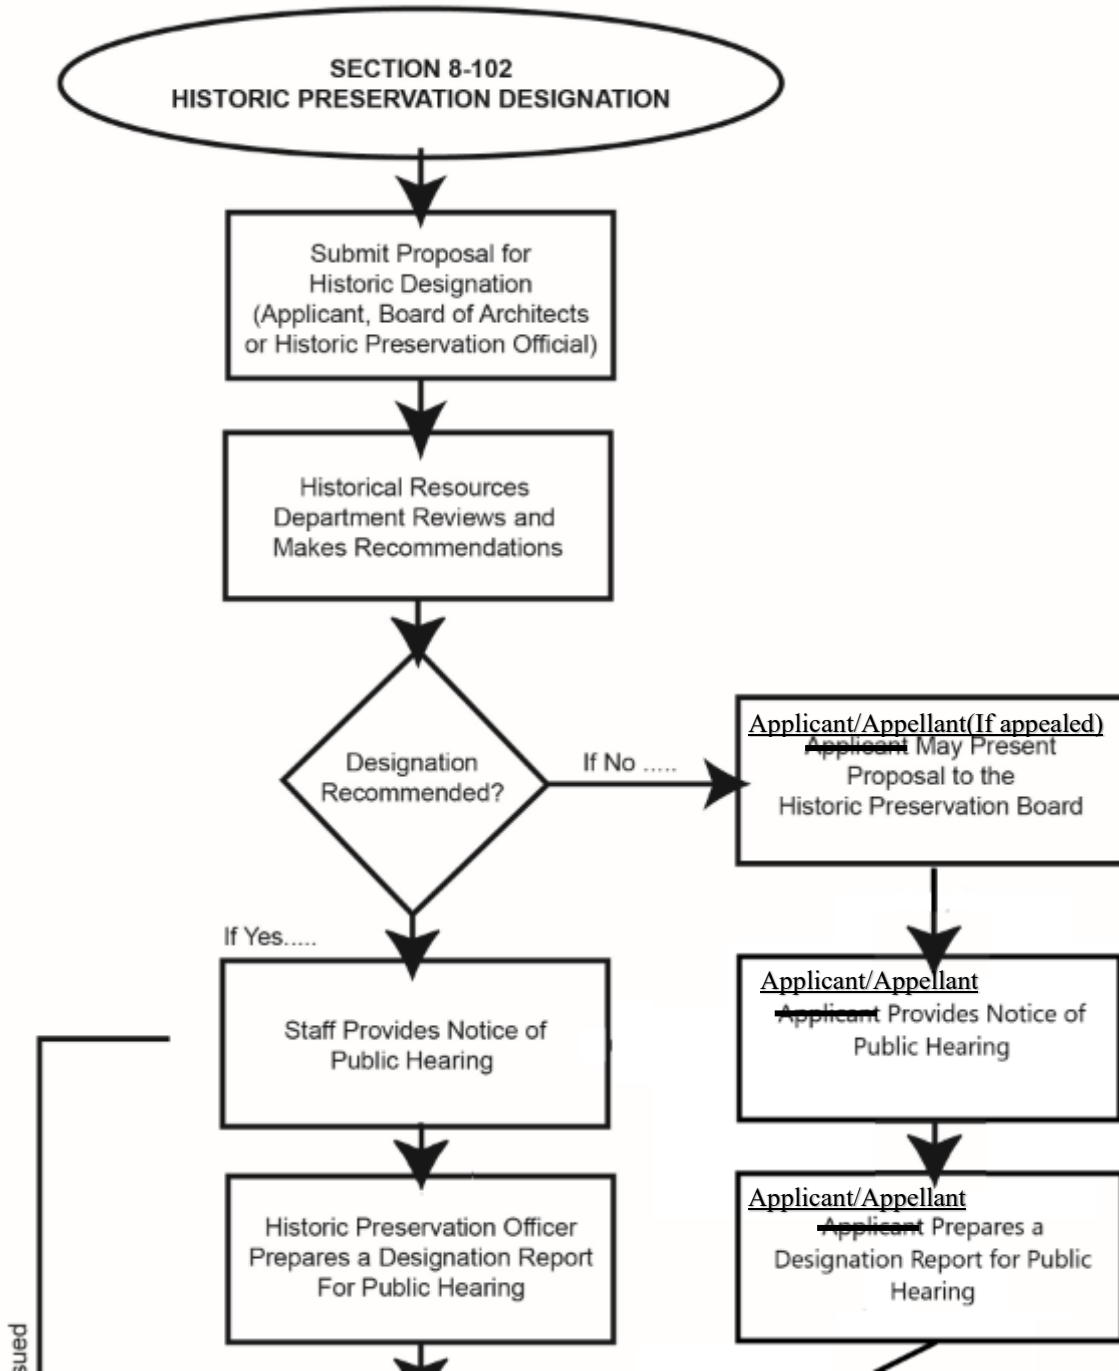 SECTION 8-102
HISTORIC PRESERVATION DESIGNATION
Submit Proposal for
Historic Designation
(Applicant, Board of Architects
or Historic Preservation Official)
Historical Resources
Department Reviews and
Makes Recommendations
Designation
Recommended?
If No .....
Applicant/Appellant(If appealed)
Applicant May Present
Proposal to the
Historic Preservation Board
If Yes.....
Staff Provides Notice of
Public Hearing
Applicant/Appellant
Applicant Provides Notice of
Public Hearing
Historic Preservation Officer
Prepares a Designation Report
For Public Hearing
Applicant/Appellant
Applicant Prepares a
Designation Report for Public
Hearing
sued